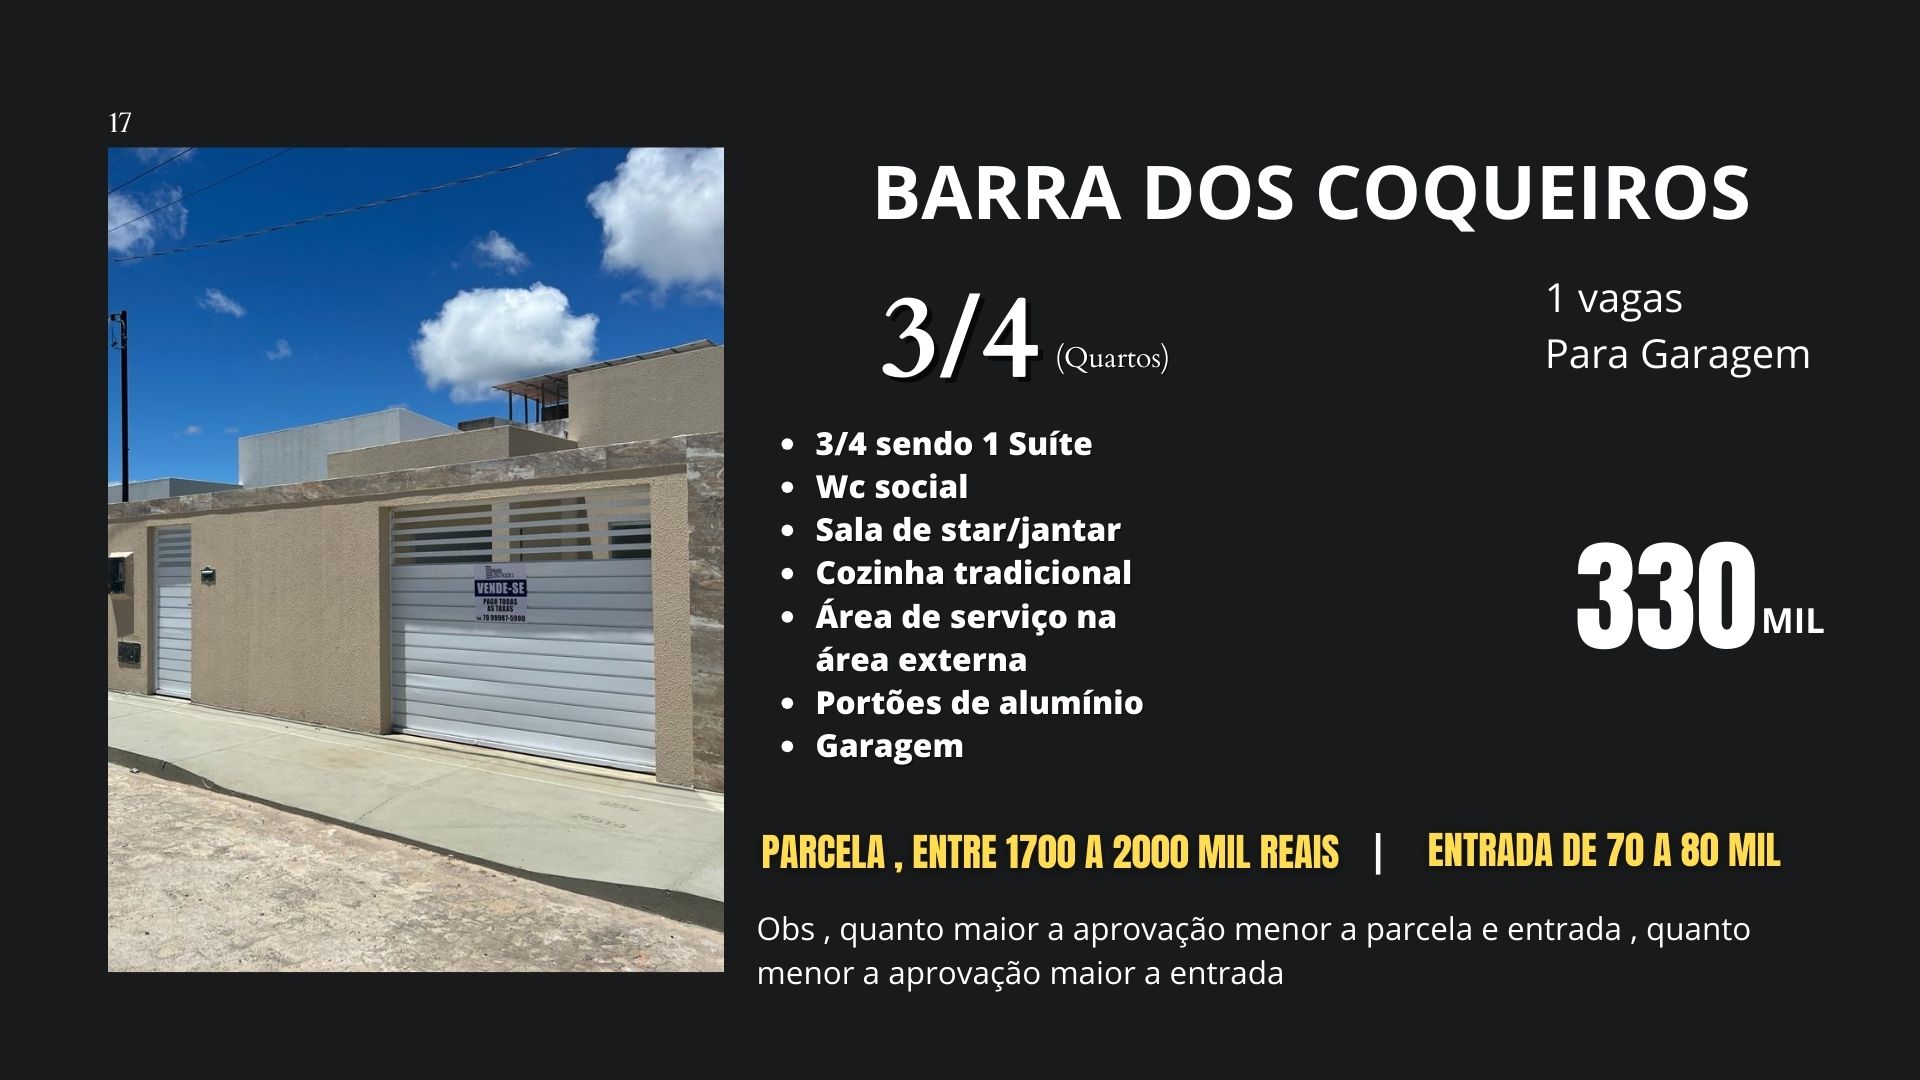 17
BARRA DOS COQUEIROS
3/4 (Quartos)
1 vagas
Para Garagem
3/4 sendo 1 Suíte
Wc social
Sala de star/jantar
Cozinha tradicional
Área de serviço na
área externa
Portões de alumínio
Garagem
330 MIL
PARCELA , ENTRE 1700 A 2000 MIL REAIS | ENTRADA DE 70 A 80 MIL
Obs , quanto maior a aprovação menor a parcela e entrada , quanto
menor a aprovação maior a entrada
VENDE-SE
PAGO TODAS
AS TAXAS
79 99987-5900